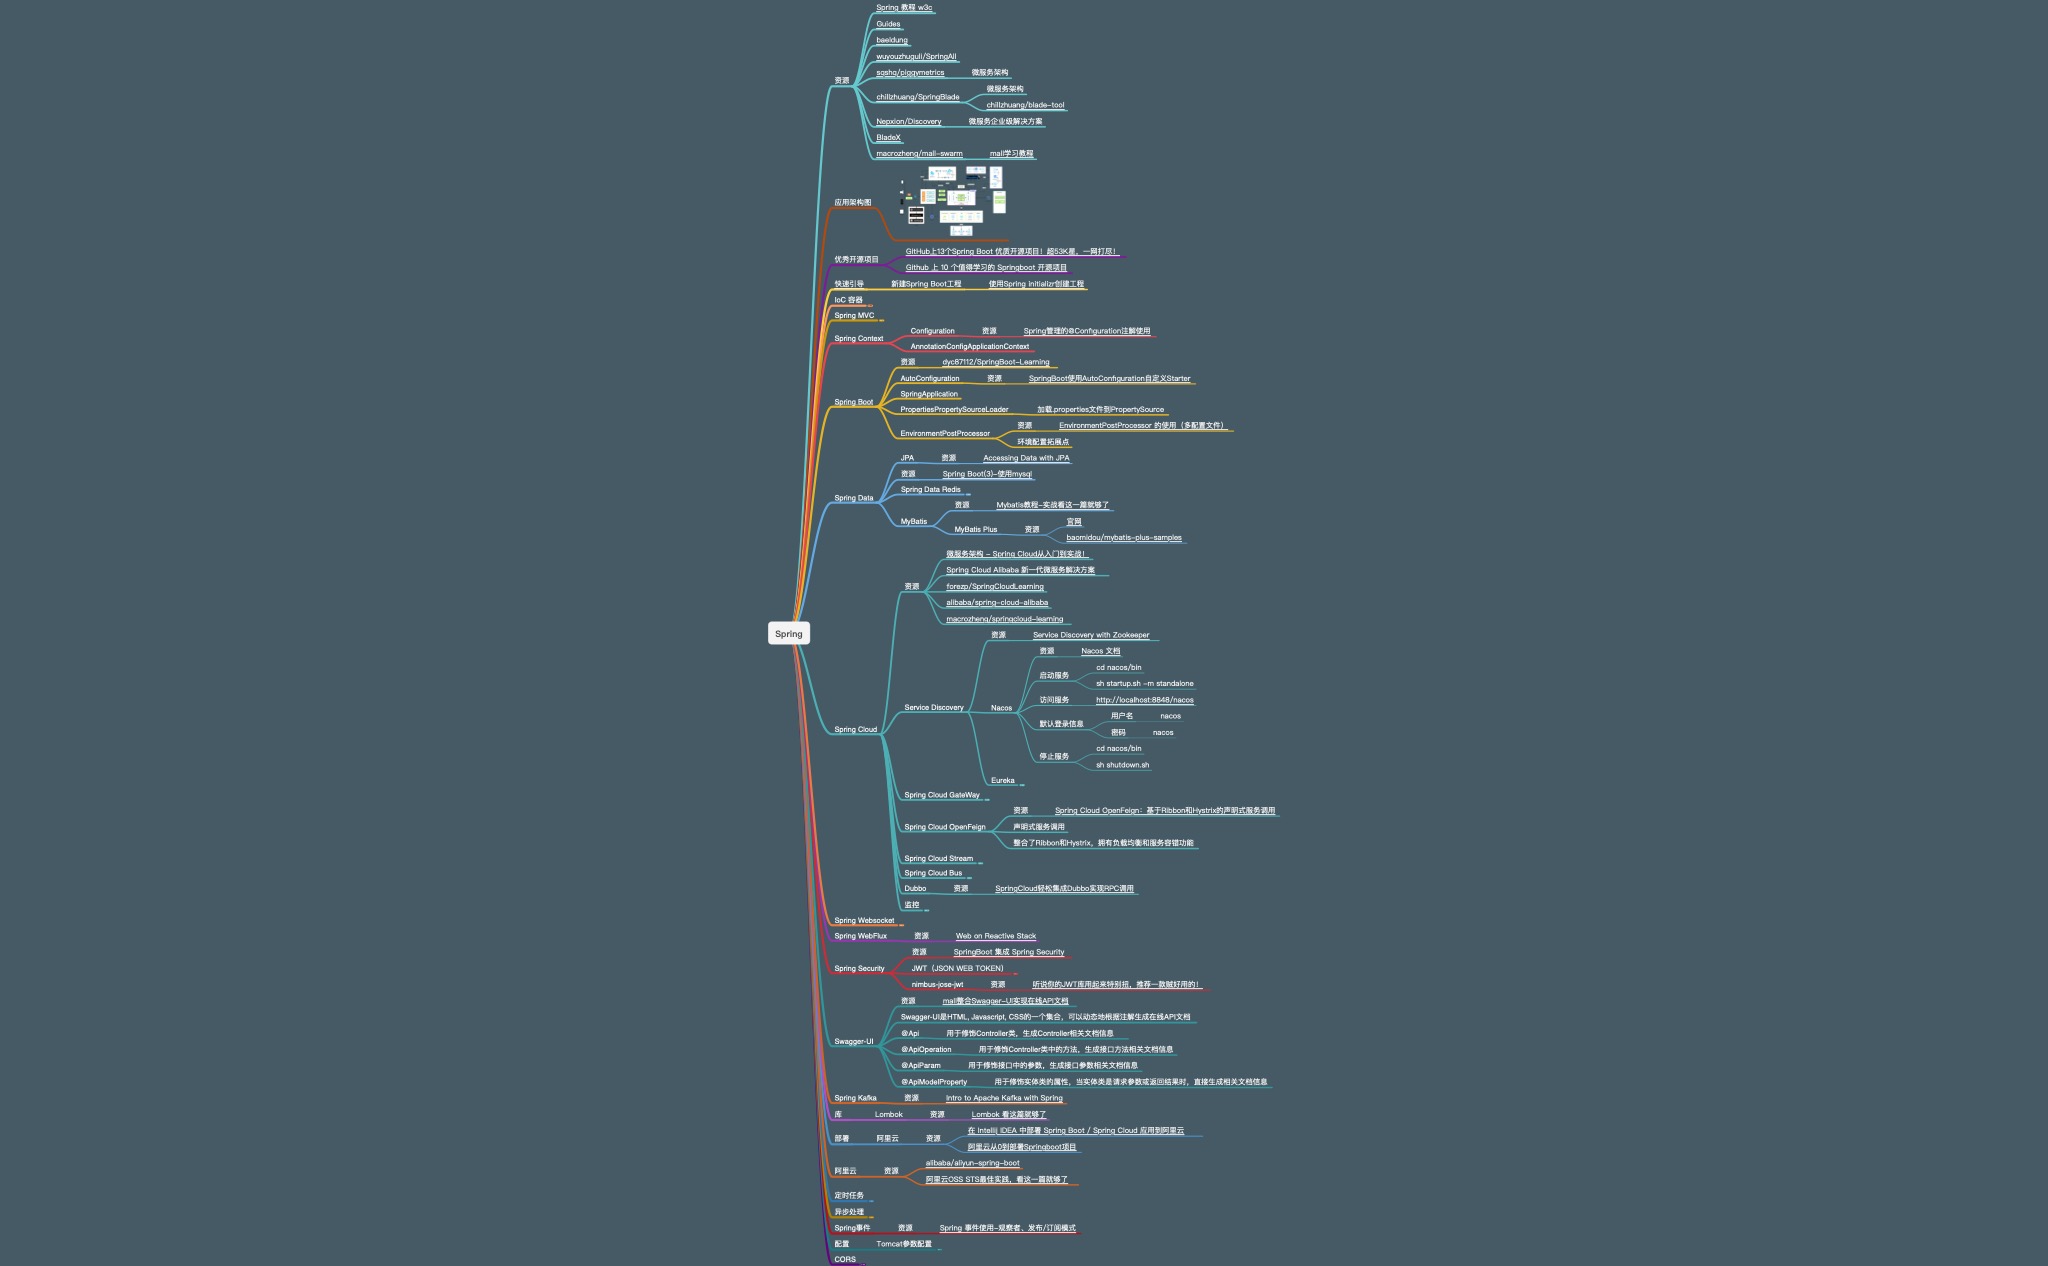 Spring
资源
Spring 教程 w3c
Guides
baeldung
wuyouzhuguli/SpringAll
sqshq/piggymetrics 微服务架构
chillzhuang/SpringBlade
微服务架构
chillzhuang/blade-tool
Nepxion/Discovery 微服务企业级解决方案
BladeX
macrozheng/mall-swarm mall学习教程
应用架构图
优秀开源项目
GitHub上13个Spring Boot 优质开源项目！超53K星，一网打尽！
Github 上 10 个值得学习的 Springboot 开源项目
快速引导 新建Spring Boot工程 使用Spring Initializr创建工程
IoC 容器
Spring MVC
Spring Context
Configuration 资源 Spring管理的@Configuration注解使用
AnnotationConfigApplicationContext
Spring Boot
资源 dyc87112/SpringBoot-Learning
AutoConfiguration 资源 SpringBoot使用AutoConfiguration自定义Starter
SpringApplication
PropertiesPropertySourceLoader 加载.properties文件到PropertySource
EnvironmentPostProcessor
资源 EnvironmentPostProcessor 的使用（多配置文件）
环境配置拓展点
Spring Data
JPA 资源 Accessing Data with JPA
资源 Spring Boot(3)-使用mysql
Spring Data Redis
MyBatis
资源 Mybatis教程-实战看这一篇就够了
MyBatis Plus 资源
官网
baomidou/mybatis-plus-samples
Spring Cloud
资源
微服务架构 - Spring Cloud从入门到实战！
Spring Cloud Alibaba 新一代微服务解决方案
forezp/SpringCloudLearning
alibaba/spring-cloud-alibaba
macrozheng/springcloud-learning
Service Discovery
资源 Service Discovery with Zookeeper
Nacos
资源 Nacos 文档
启动服务
cd nacos/bin
sh startup.sh -m standalone
访问服务 http://localhost:8848/nacos
默认登录信息
用户名 nacos
密码 nacos
停止服务
cd nacos/bin
sh shutdown.sh
Eureka
Spring Cloud GateWay
Spring Cloud OpenFeign
资源 Spring Cloud OpenFeign：基于Ribbon和Hystrix的声明式服务调用
声明式服务调用
整合了Ribbon和Hystrix，拥有负载均衡和服务容错功能
Spring Cloud Stream
Spring Cloud Bus
Dubbo 资源 SpringCloud轻松集成Dubbo实现RPC调用
监控
Spring Websocket
Spring WebFlux 资源 Web on Reactive Stack
Spring Security
资源 SpringBoot 集成 Spring Security
JWT（JSON WEB TOKEN）
nimbus-jose-jwt 资源 听说你的JWT库用起来特别扭，推荐一款贼好用的！
Swagger-UI
资源 mall整合Swagger-UI实现在线API文档
Swagger-UI是HTML, Javascript, CSS的一个集合，可以动态地根据注解生成在线API文档
@Api 用于修饰Controller类，生成Controller相关文档信息
@ApiOperation 用于修饰Controller类中的方法，生成接口方法相关文档信息
@ApiParam 用于修饰接口中的参数，生成接口参数相关文档信息
@ApiModelProperty 用于修饰实体类的属性，当实体类是请求参数或返回结果时，直接生成相关文档信息
Spring Kafka 资源 Intro to Apache Kafka with Spring
库 Lombok 资源 Lombok 看这篇就够了
部署 阿里云 资源
在 Intellij IDEA 中部署 Spring Boot / Spring Cloud 应用到阿里云
阿里云从0到部署Springboot项目
阿里云 资源
alibaba/aliyun-spring-boot
阿里云OSS STS最佳实践，看这一篇就够了
定时任务
异步处理
Spring事件 资源 Spring 事件使用-观察者、发布/订阅模式
配置 Tomcat参数配置
CORS